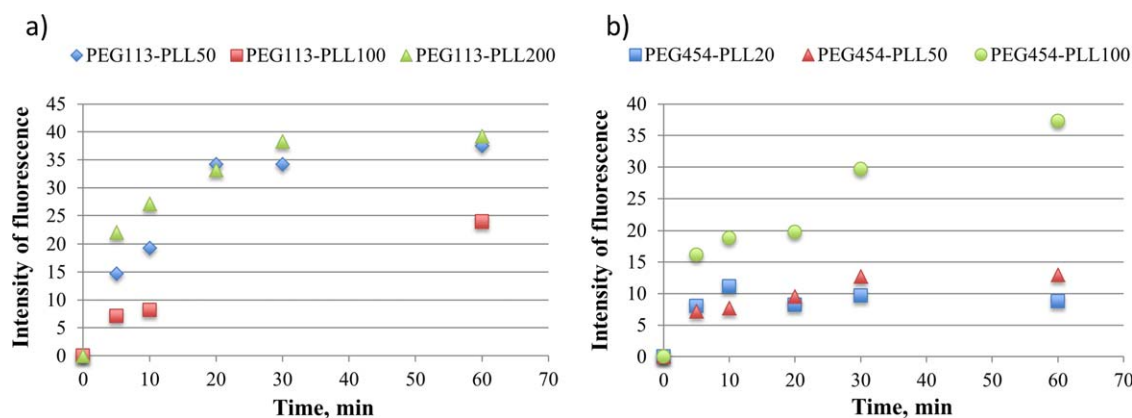 a)
PEG113-PLL50 PEG113-PLL100 PEG113-PLL200
45
40
35
30
25
20
15
10
5
0
Intensity of fluorescence
0 10 20 30 40 50 60 70
Time, min
b)
PEG454-PLL20 PEG454-PLL50 PEG454-PLL100
40
35
30
25
20
15
10
5
0
Intensity of fluorescence
0 10 20 30 40 50 60 70
Time, min